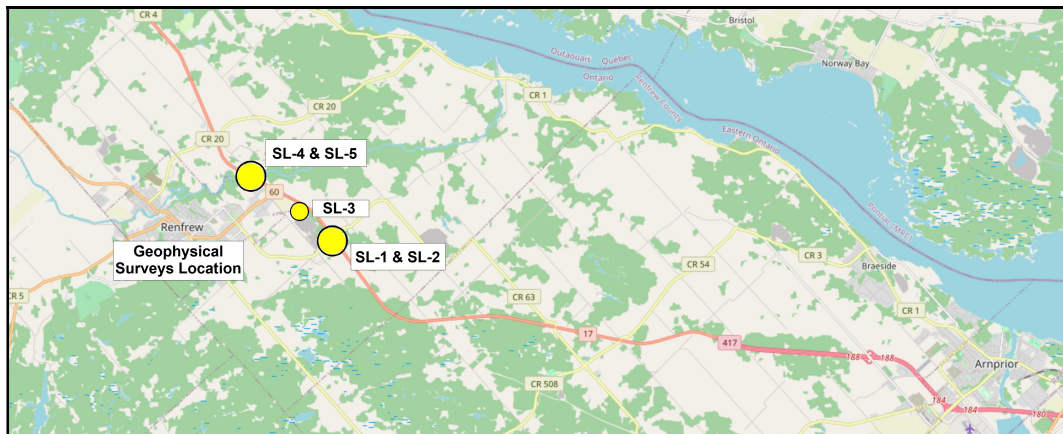 CR 4
Bristol
Norway Bay
Outaouais Québec
Ontario
Renfrew County
CR 1
CR 20
CR 20
Eastern Ontario
SL-4 & SL-5
60
SL-3
Renfrew
Pontiac (MRC)
Geophysical
Surveys Location
SL-1 & SL-2
CR 3
CR 54
Braeside
CR 5
CR 63
CR 1
17
417
188
188
Arnprior
CR 508
184
184
180